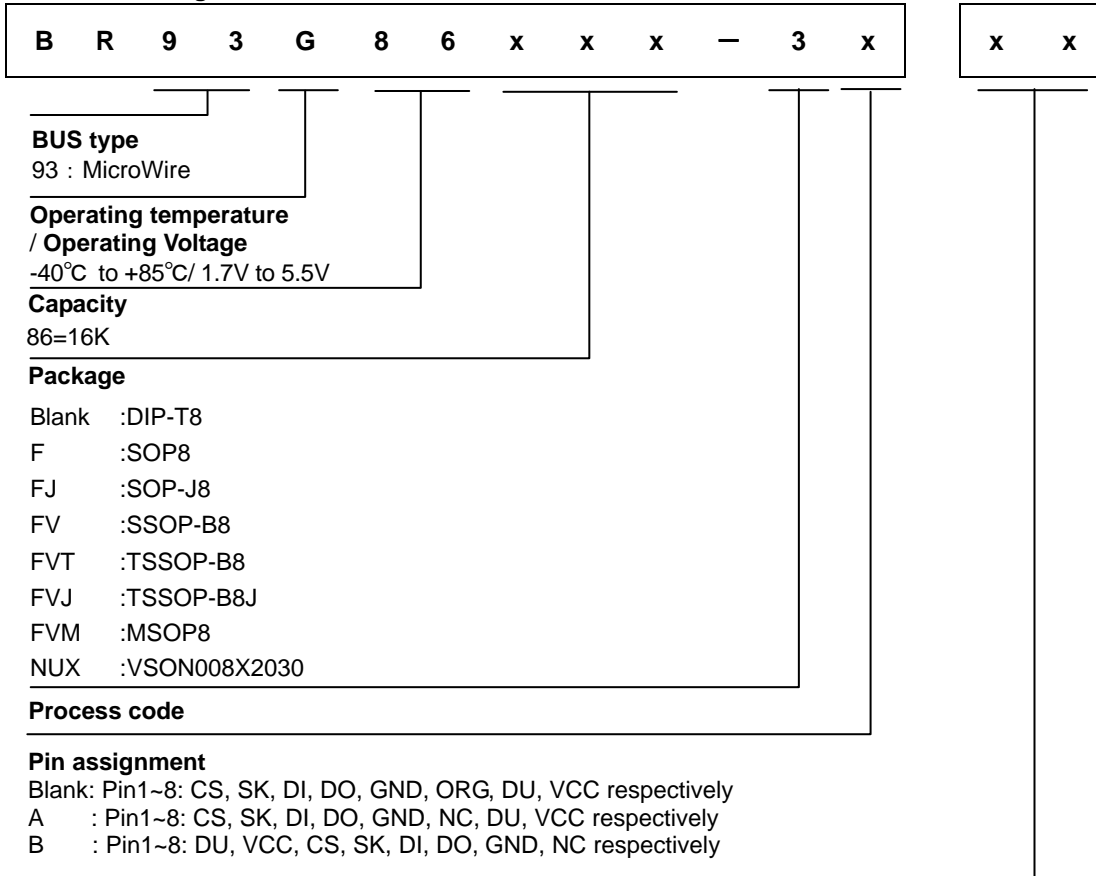 B R 9 3 G 8 6 x x x － 3 x x x
BUS type
93：MicroWire
Operating temperature
/ Operating Voltage
-40℃ to +85℃/ 1.7V to 5.5V
Capacity
86=16K
Package
Blank :DIP-T8
F :SOP8
FJ :SOP-J8
FV :SSOP-B8
FVT :TSSOP-B8
FVJ :TSSOP-B8J
FVM :MSOP8
NUX :VSON008X2030
Process code
Pin assignment
Blank: Pin1~8: CS, SK, DI, DO, GND, ORG, DU, VCC respectively
A : Pin1~8: CS, SK, DI, DO, GND, NC, DU, VCC respectively
B : Pin1~8: DU, VCC, CS, SK, DI, DO, GND, NC respectively